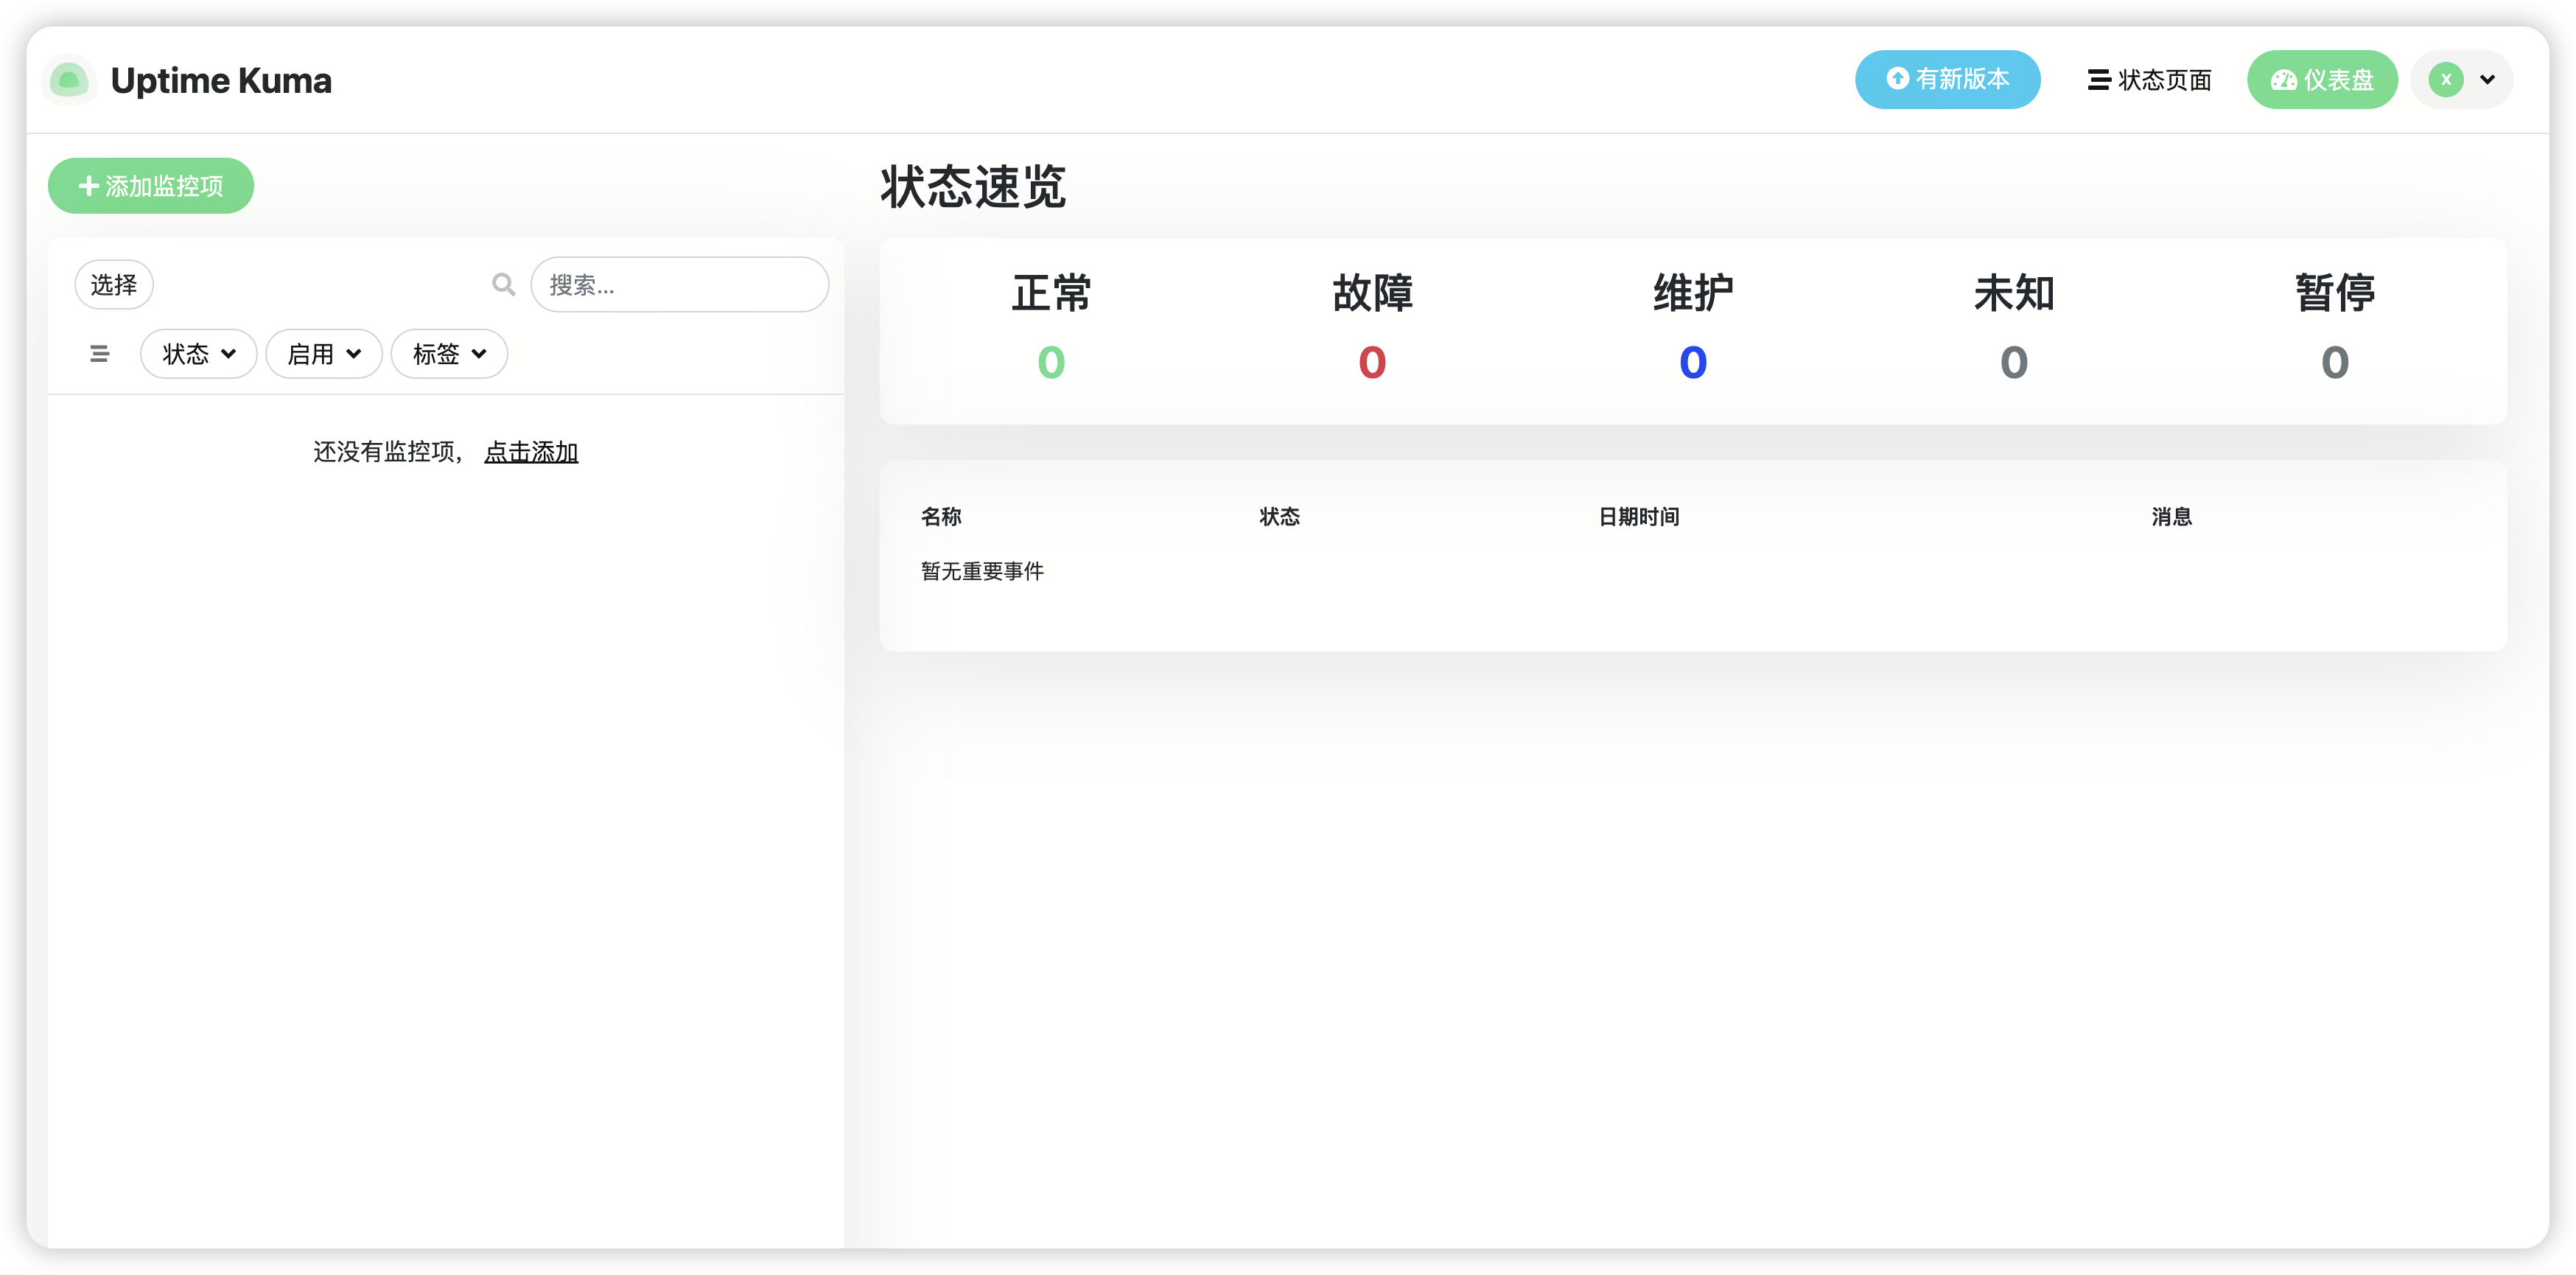 Uptime Kuma
有新版本
状态页面
仪表盘
X
添加监控项
状态速览
选择
搜索...
状态
启用
标签
还没有监控项， 点击添加
正常
故障
维护
未知
暂停
0
0
0
0
0
名称
状态
日期时间
消息
暂无重要事件